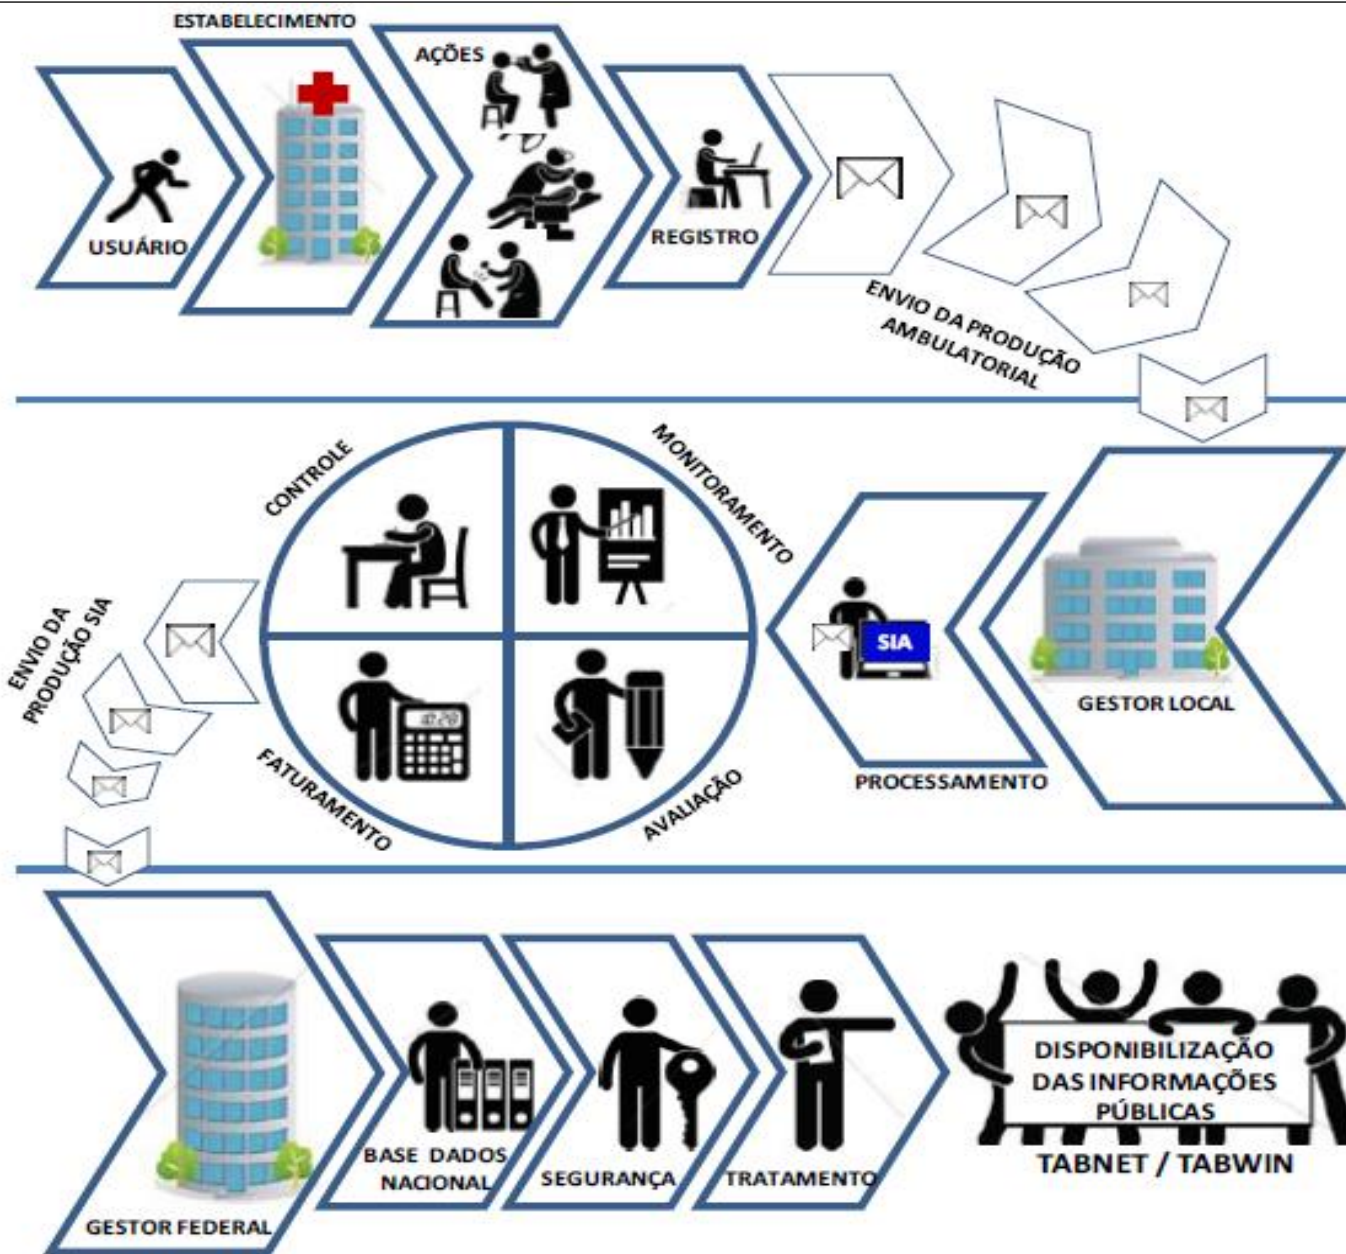 ESTABELECIMENTO
AÇÕES
USUÁRIO
REGISTRO
ENVIO DA PRODUÇÃO
AMBULATORIAL
CONTROLE
MONITORAMENTO
ENVIO DA
PRODUÇÃO SIA
SIA
GESTOR LOCAL
PROCESSAMENTO
FATURAMENTO
AVALIAÇÃO
GESTOR FEDERAL
BASE DADOS
NACIONAL
SEGURANÇA
TRATAMENTO
DISPONIBILIZAÇÃO
DAS INFORMAÇÕES
PÚBLICAS
TABNET / TABWIN